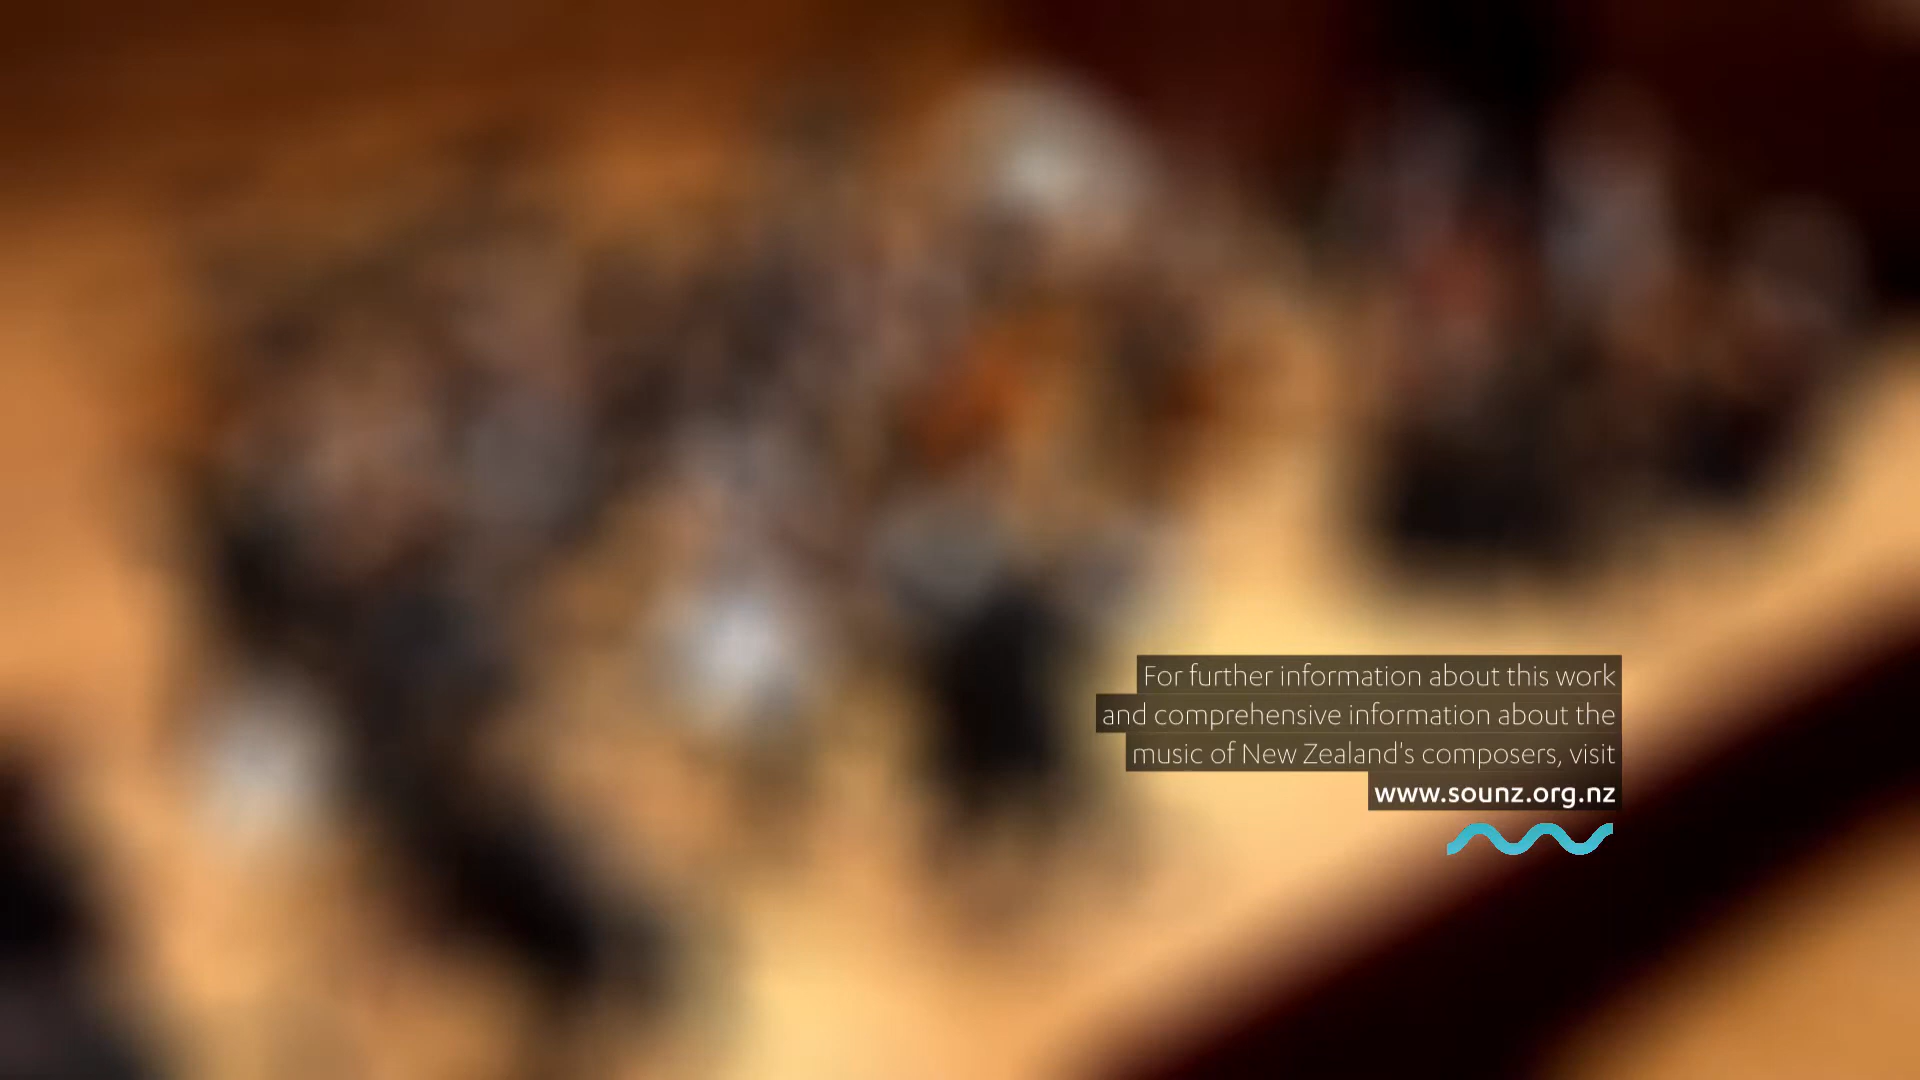 For further information about this work
and comprehensive information about the
music of New Zealand's composers, visit
www.sounz.org.nz